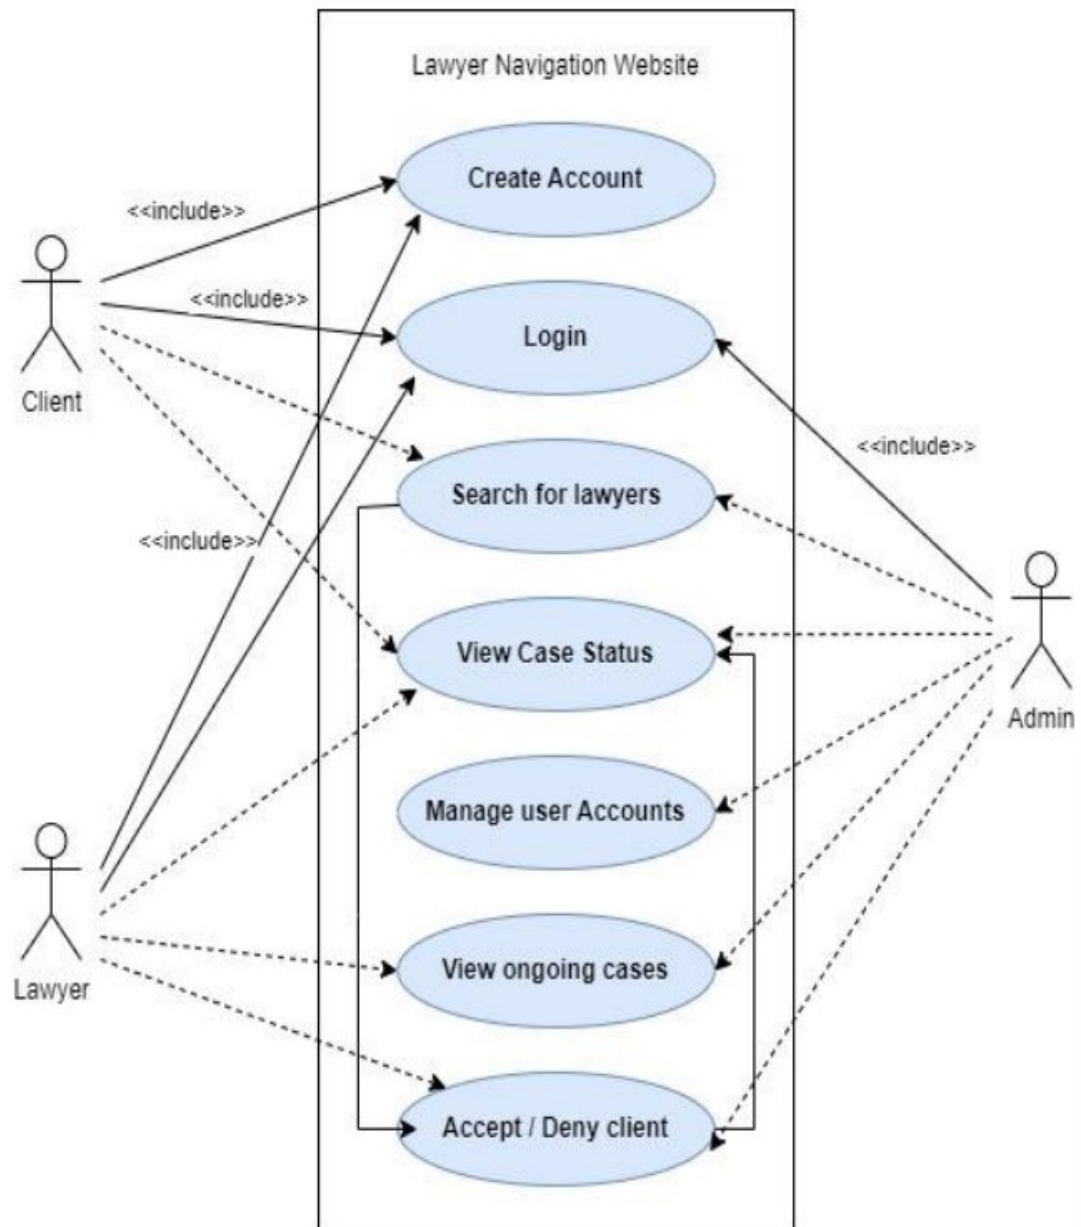 Lawyer Navigation Website
Create Account
<<include>>
<<include>>
Login
Client
<<include>>
Search for lawyers
<<include>>
View Case Status
Admin
Manage user Accounts
View ongoing cases
Lawyer
Accept / Deny client